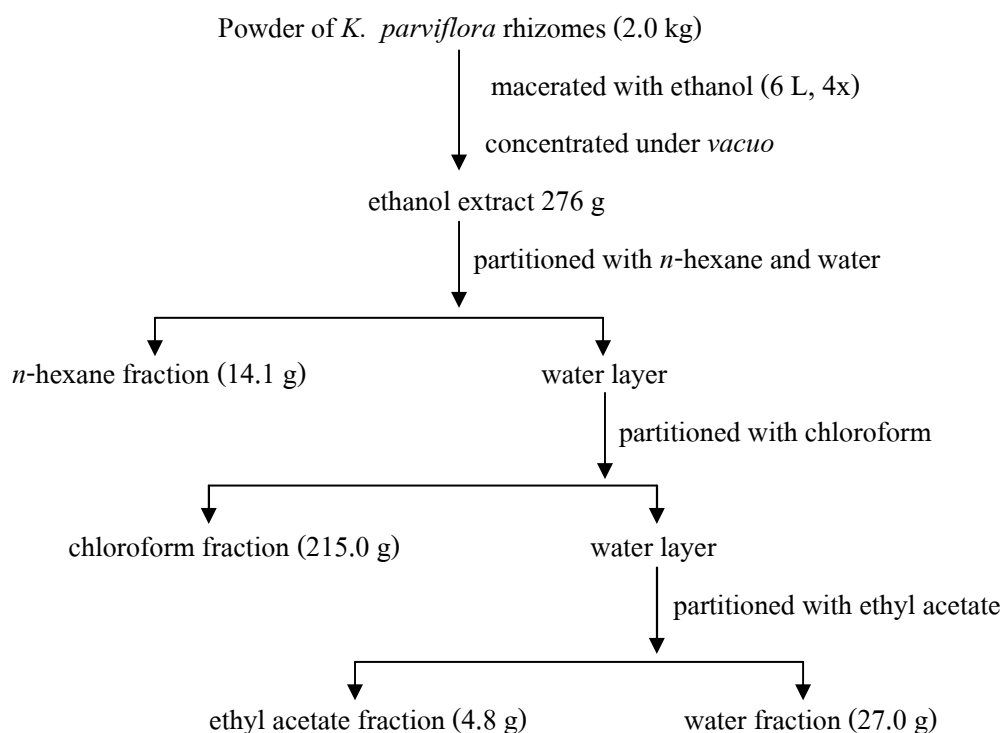 Powder of K. parviflora rhizomes (2.0 kg)
macerated with ethanol (6 L, 4x)
concentrated under vacuo
ethanol extract 276 g
partitioned with n-hexane and water
n-hexane fraction (14.1 g)
water layer
partitioned with chloroform
chloroform fraction (215.0 g)
water layer
partitioned with ethyl acetate
ethyl acetate fraction (4.8 g)
water fraction (27.0 g)